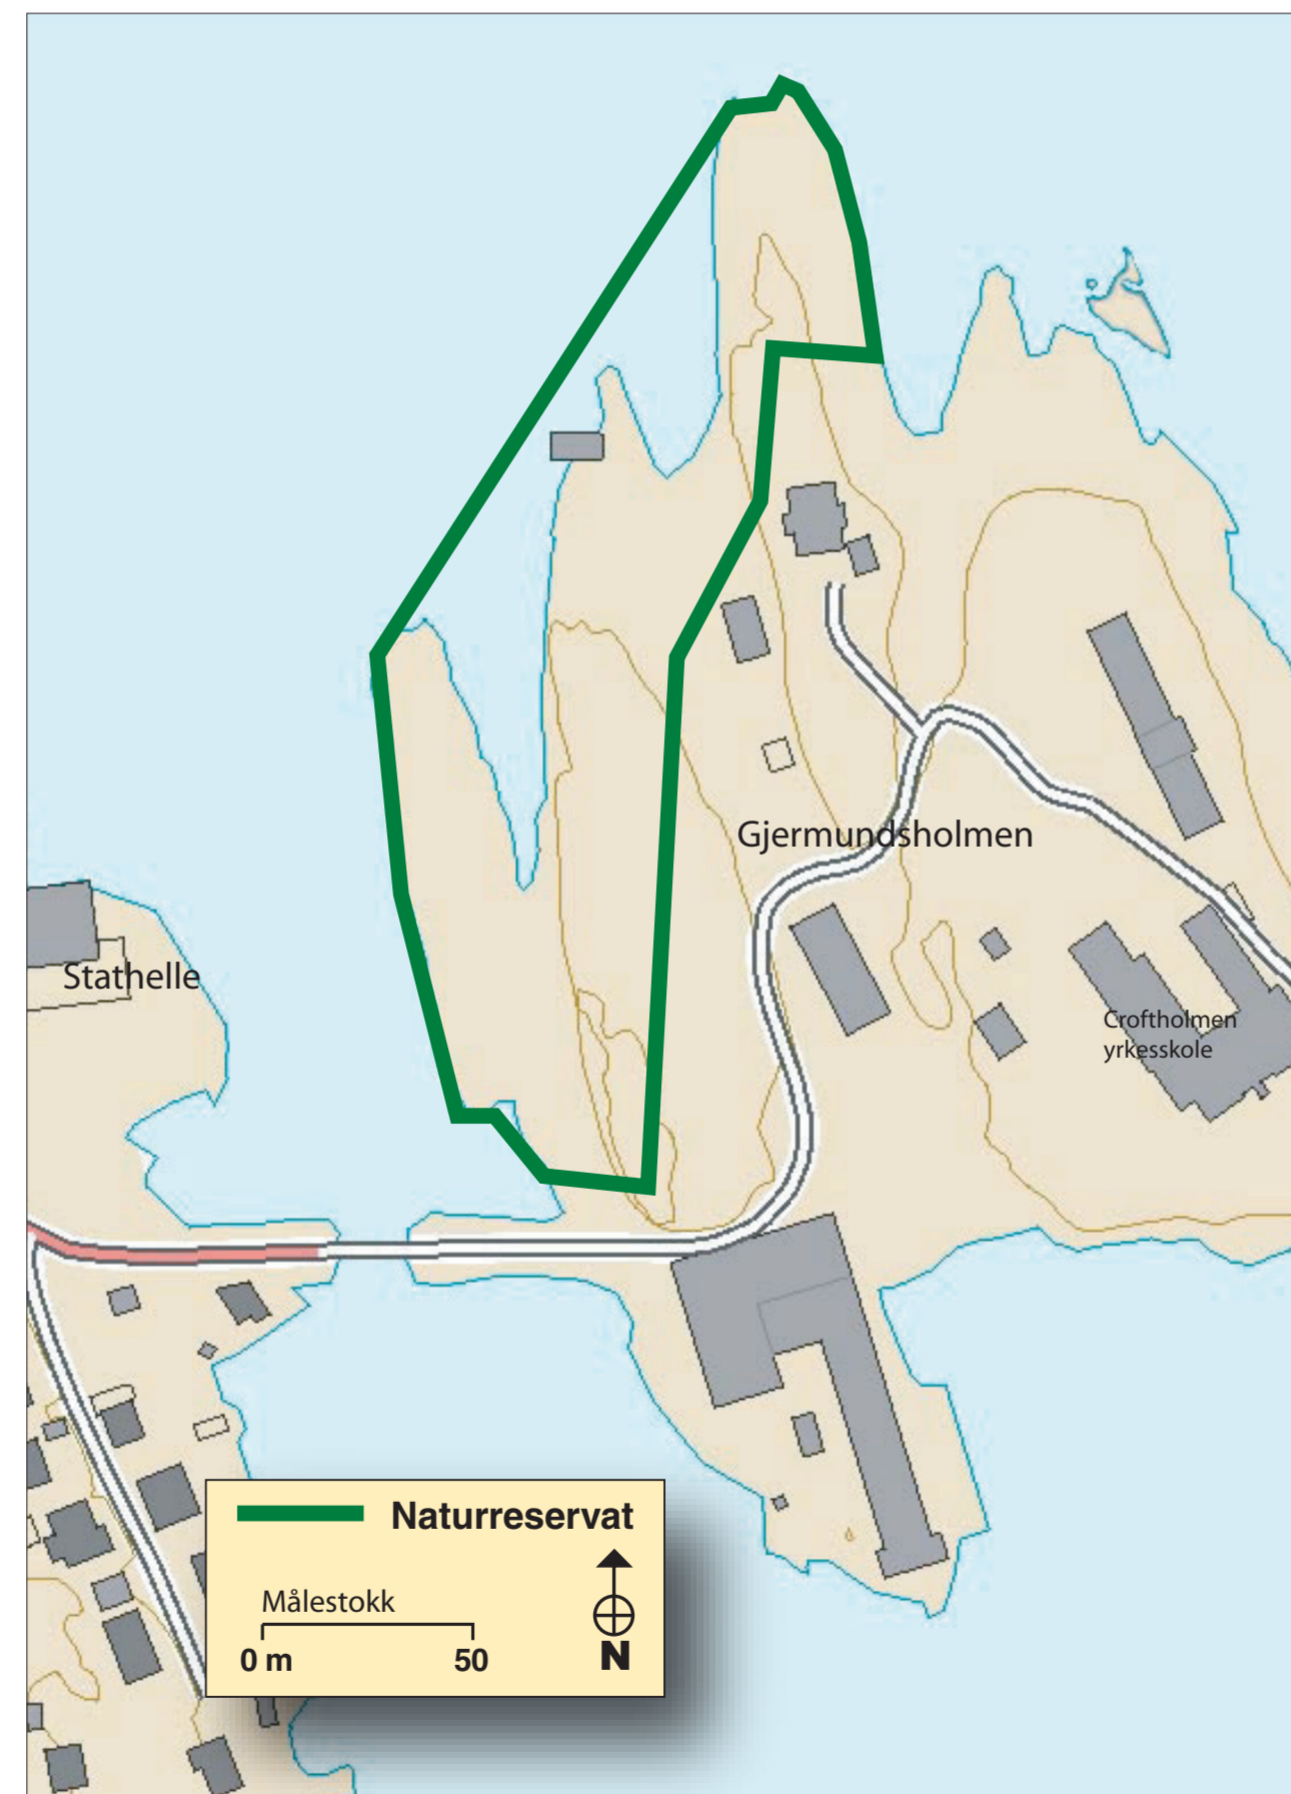 Gjermundsholmen
Stathelle
Croftholmen
yrkesskole
Naturreservat
Målestokk
0 m 50
N